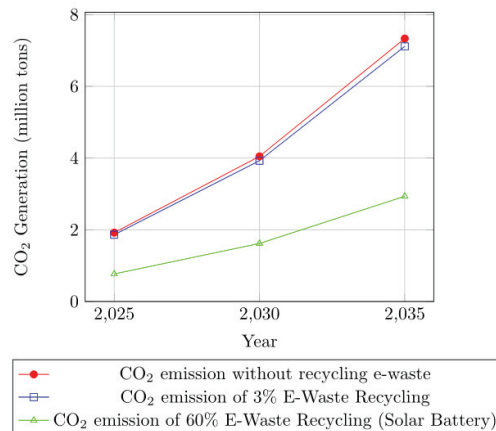 8
6
4
2
0
CO₂ Generation (million tons)
2,025 2,030 2,035
Year
CO₂ emission without recycling e-waste
CO₂ emission of 3% E-Waste Recycling
CO₂ emission of 60% E-Waste Recycling (Solar Battery)